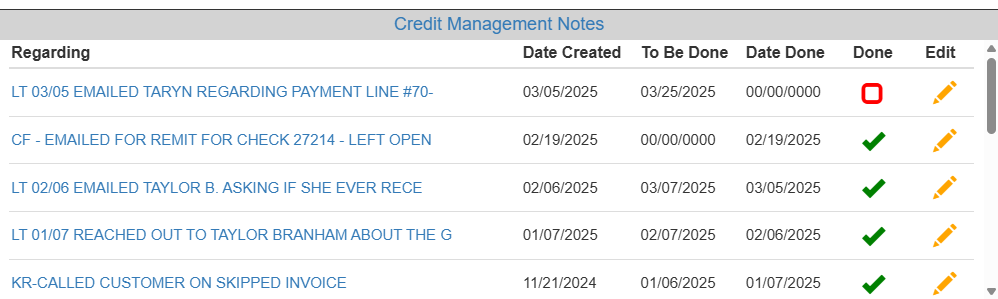 Credit Management Notes
Regarding Date Created To Be Done Date Done Done Edit
LT 03/05 EMAILED TARYN REGARDING PAYMENT LINE #70- 03/05/2025 03/25/2025 00/00/0000
CF - EMAILED FOR REMIT FOR CHECK 27214 - LEFT OPEN 02/19/2025 00/00/0000 02/19/2025
LT 02/06 EMAILED TAYLOR B. ASKING IF SHE EVER RECE 02/06/2025 03/07/2025 03/05/2025
LT 01/07 REACHED OUT TO TAYLOR BRANHAM ABOUT THE G 01/07/2025 02/07/2025 02/06/2025
KR-CALLED CUSTOMER ON SKIPPED INVOICE 11/21/2024 01/06/2025 01/07/2025